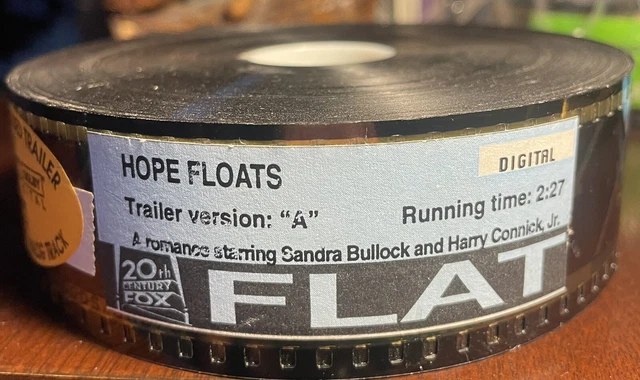 HOPE FLOATS
DIGITAL
Trailer version: "A"
Running time: 2:27
A romance starring Sandra Bullock and Harry Connick, Jr.
20th
CENTURY
FOX
FLAT
TRAILER
TRACK